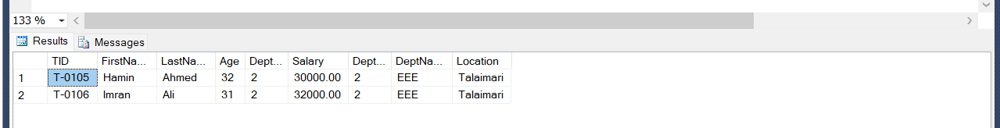 133 %
Results Messages
TID FirstNa... LastNa... Age Dept... Salary Dept... DeptNa... Location
1 T-0105 Hamin Ahmed 32 2 30000.00 2 EEE Talaimari
2 T-0106 Imran Ali 31 2 32000.00 2 EEE Talaimari